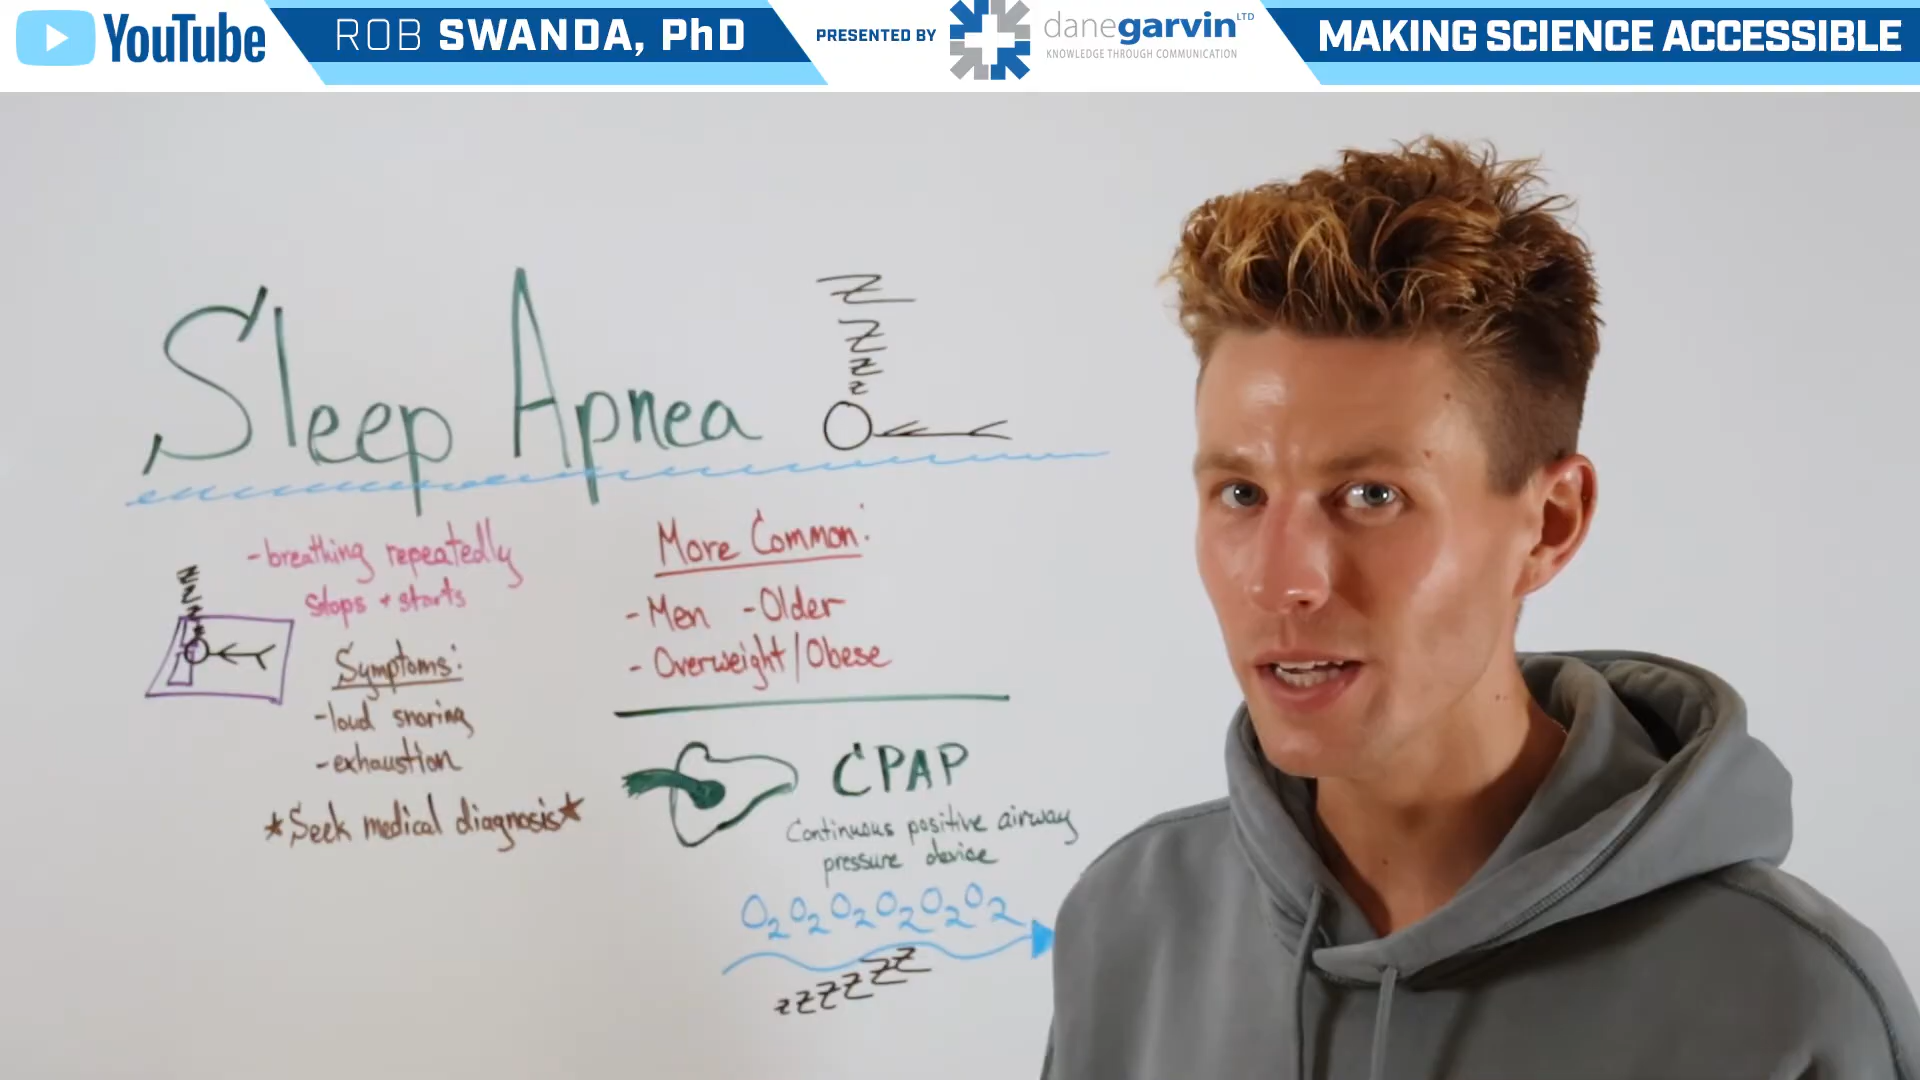 YouTube
ROB SWANDA, PhD
PRESENTED BY
danegarvin LTD
KNOWLEDGE THROUGH COMMUNICATION
MAKING SCIENCE ACCESSIBLE
Sleep Apnea
Z
Z
Z
z
-breathing repeatedly
stops + starts
Z
Z
Z
z
Symptoms:
-loud snoring
-exhaustion
*Seek medical diagnosis*
More Common:
-Men -Older
-Overweight/Obese
CPAP
Continuous positive airway
pressure device
O2 O2 O2 O2 O2 O2
zzzzzz